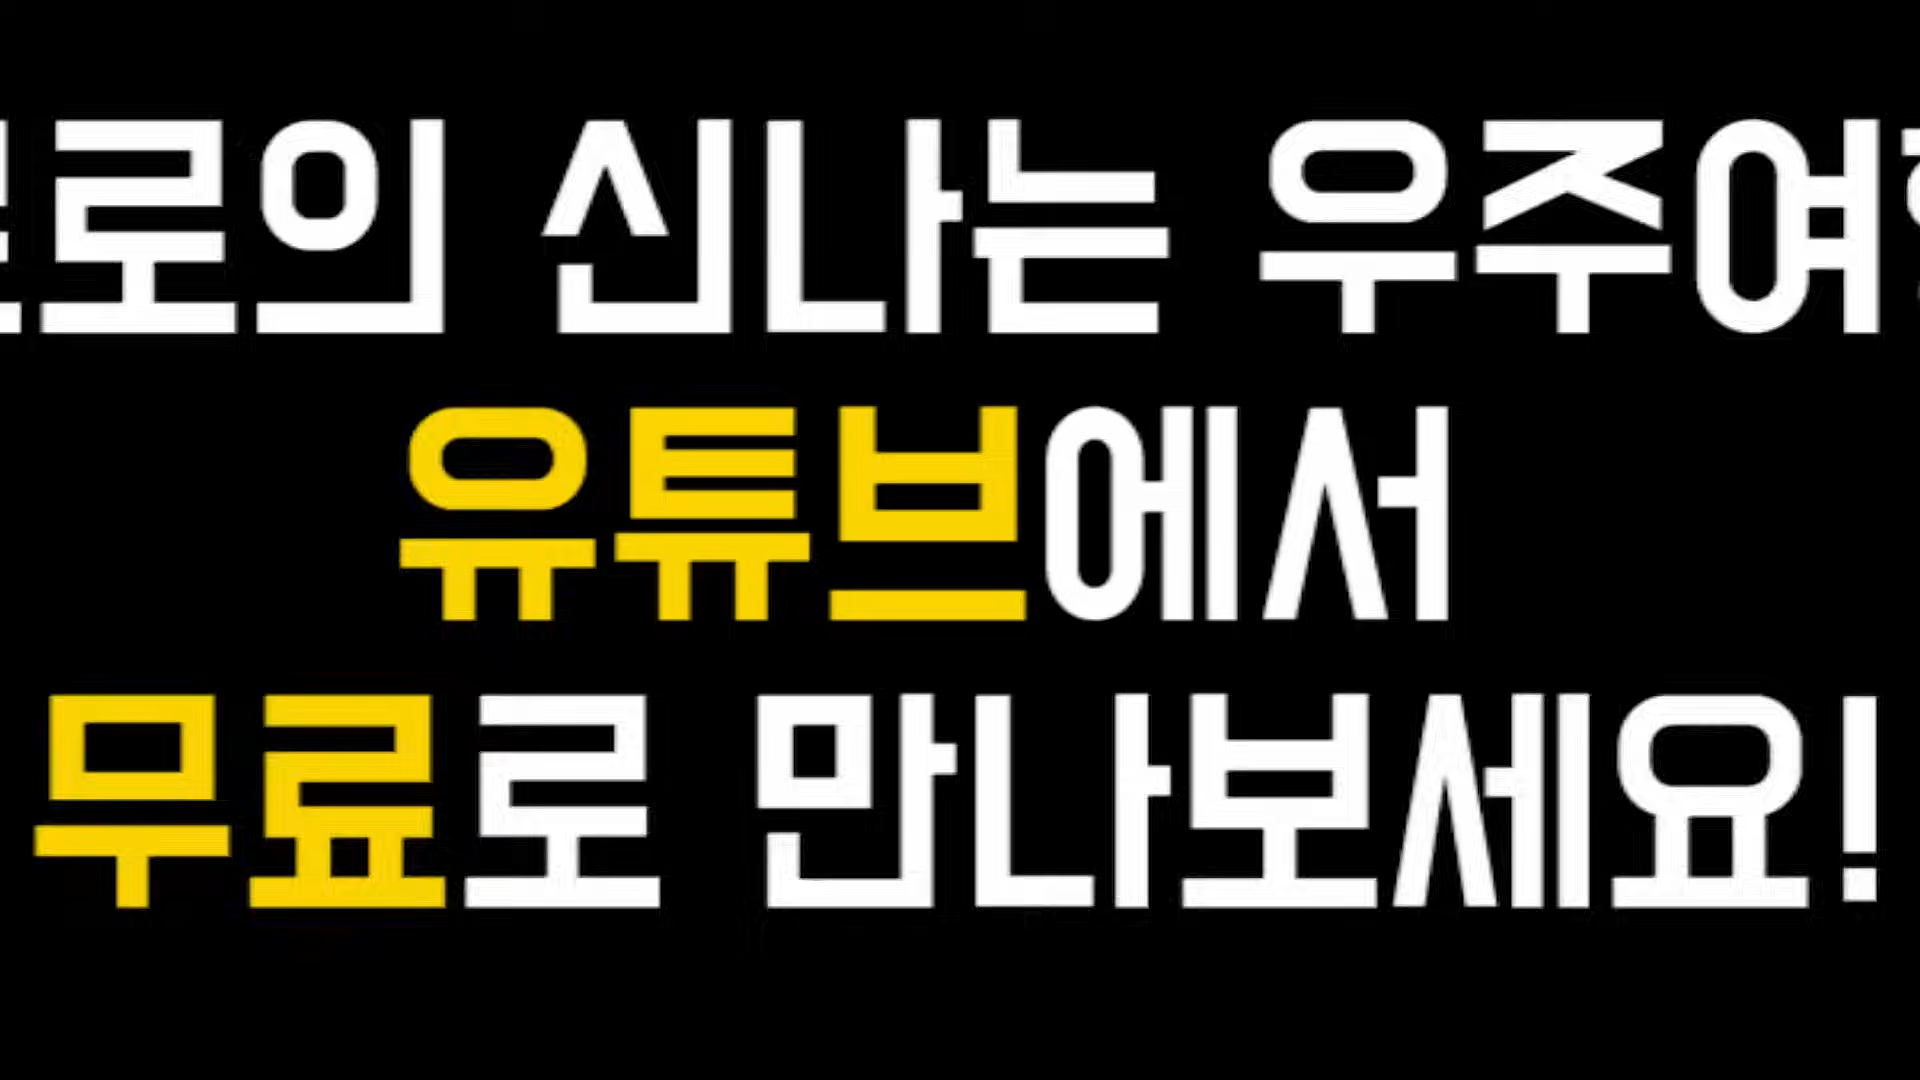 로의 신나는 우주여
유튜브에서
무료로 만나보세요!